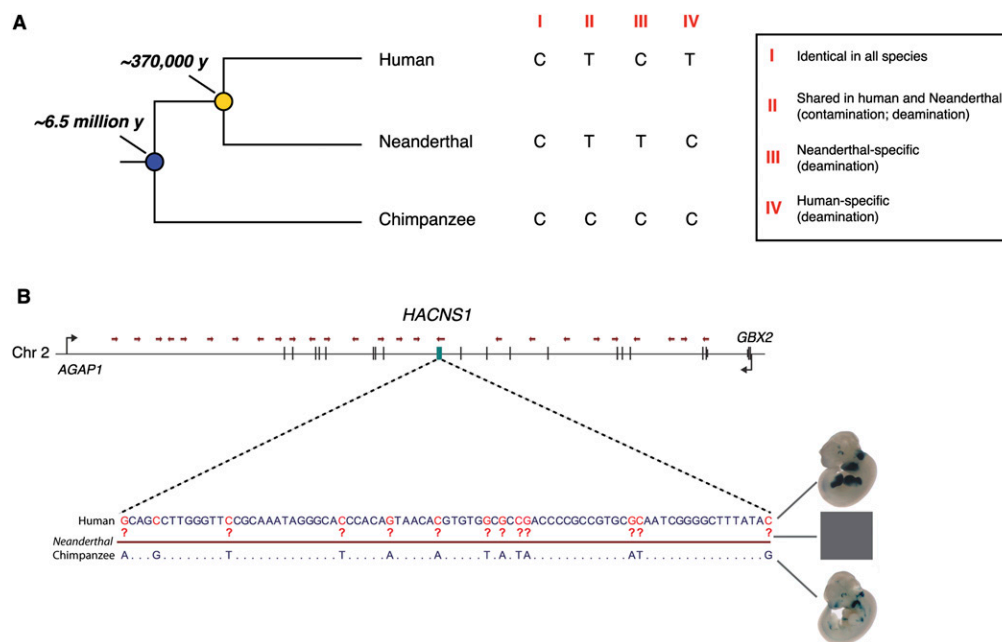 A
I II III IV
~370,000 y
~6.5 million y
Human C T C T
Neanderthal C T T C
Chimpanzee C C C C
I Identical in all species
II Shared in human and Neanderthal
(contamination; deamination)
III Neanderthal-specific
(deamination)
IV Human-specific
(deamination)
B
HACNS1
GBX2
Chr 2
AGAP1
Human GCAGCCTTGGGTTCCGCAAATAGGGCACCCACAGTAACACGTGTGGCGCCGACCCCGCCGTGCGCAATCGGGGCTTTATAC
? ? ? ? ? ? ? ? ?? ?? ?
Neanderthal
Chimpanzee A...G........T.............T.....A.....A.....T.A.TA............AT...............G